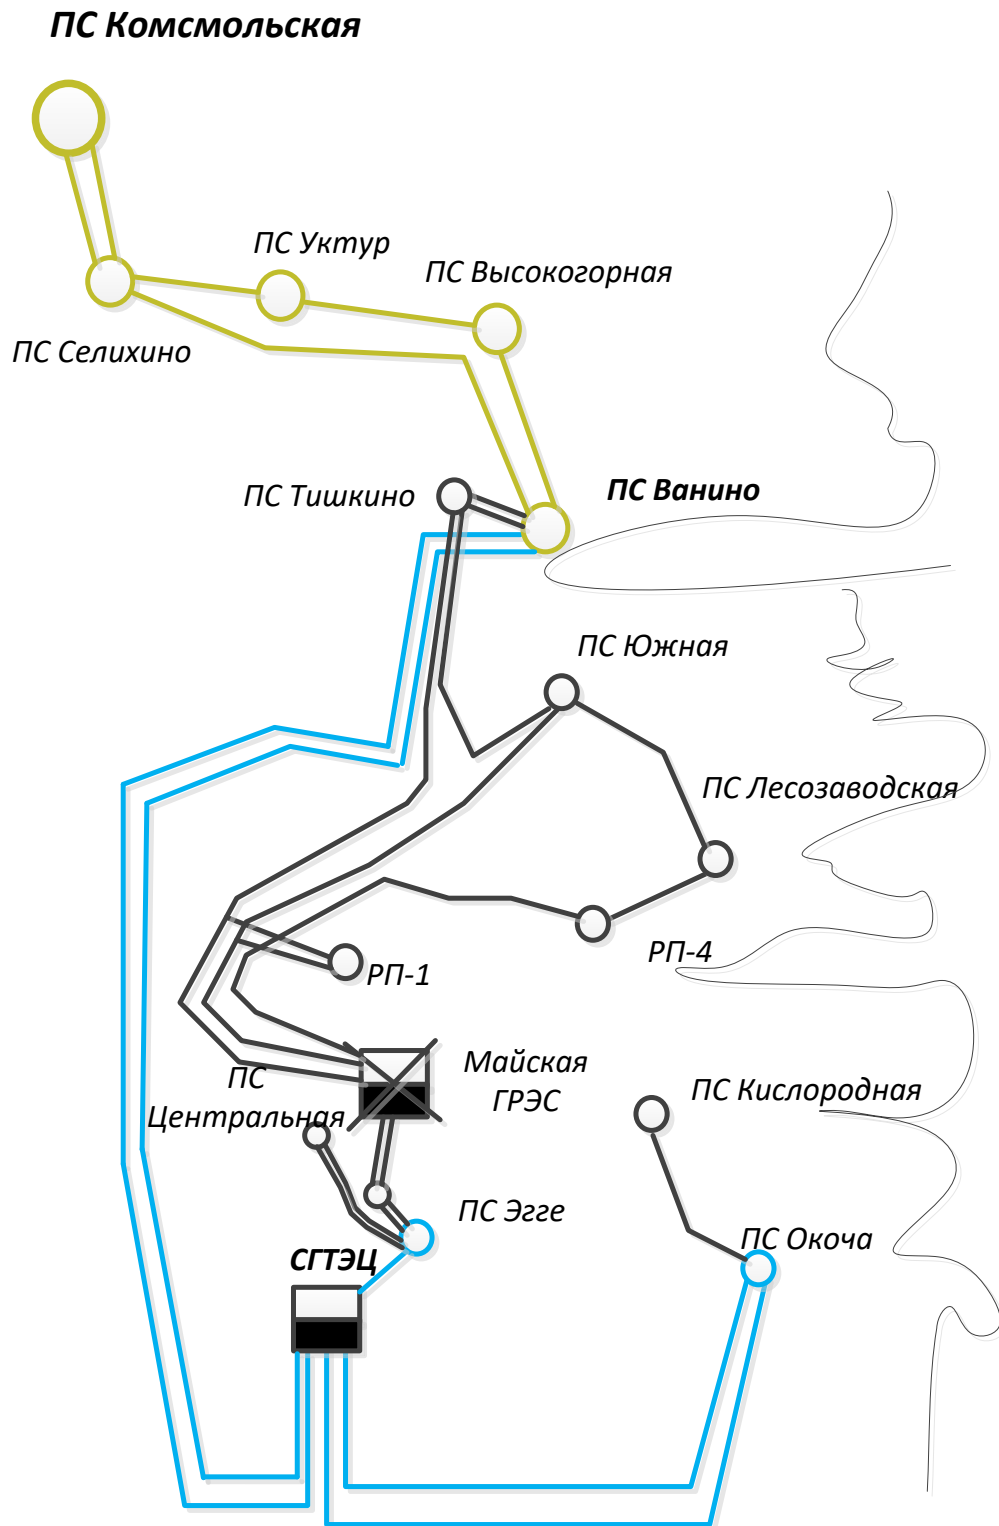 ПС Комсмольская
ПС Уктур
ПС Высокогорная
ПС Селихино
ПС Тишкино
ПС Ванино
ПС Южная
ПС Лесозаводская
РП-4
РП-1
Майская
ГРЭС
ПС
Центральная
ПС Кислородная
ПС Эгге
ПС Окоча
СГТЭЦ